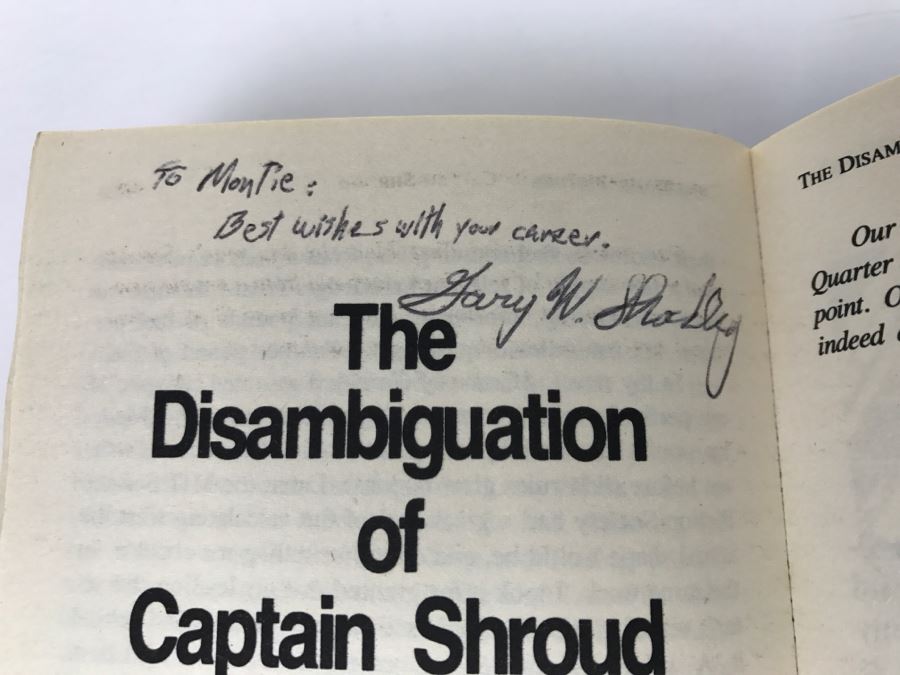 To Montie:
Best wishes with your career.
Gary W. Shockley
The
Disambiguation
of
Captain Shroud
THE DISAM
Our
Quarter
point. O
indeed